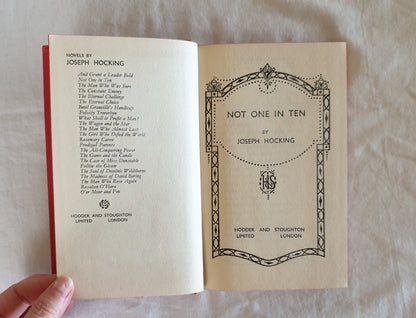 NOVELS BY
JOSEPH HOCKING
And Grant a Leader Bold
Not One in Ten
The Man Who Was Sure
The Constant Enemy
The Eternal Challenge
The Eternal Choice
Basil Granville's Handicap
Felicity Treverbyn
What Shall it Profit a Man?
The Wagon and the Star
The Man Who Almost Lost
The Girl Who Defied the World
Rosemary Carew
Prodigal Parents
The All-Conquering Power
The Game and the Candle
The Case of Miss Dunstable
Follow the Gleam
The Soul of Dominic Wildthorne
The Madness of David Baring
The Man Who Rose Again
Rosaleen O'Hara
O'er Moor and Fen
HS
HODDER AND STOUGHTON
LIMITED LONDON
NOT ONE IN TEN
BY
JOSEPH HOCKING
HS
HODDER AND STOUGHTON
LIMITED LONDON